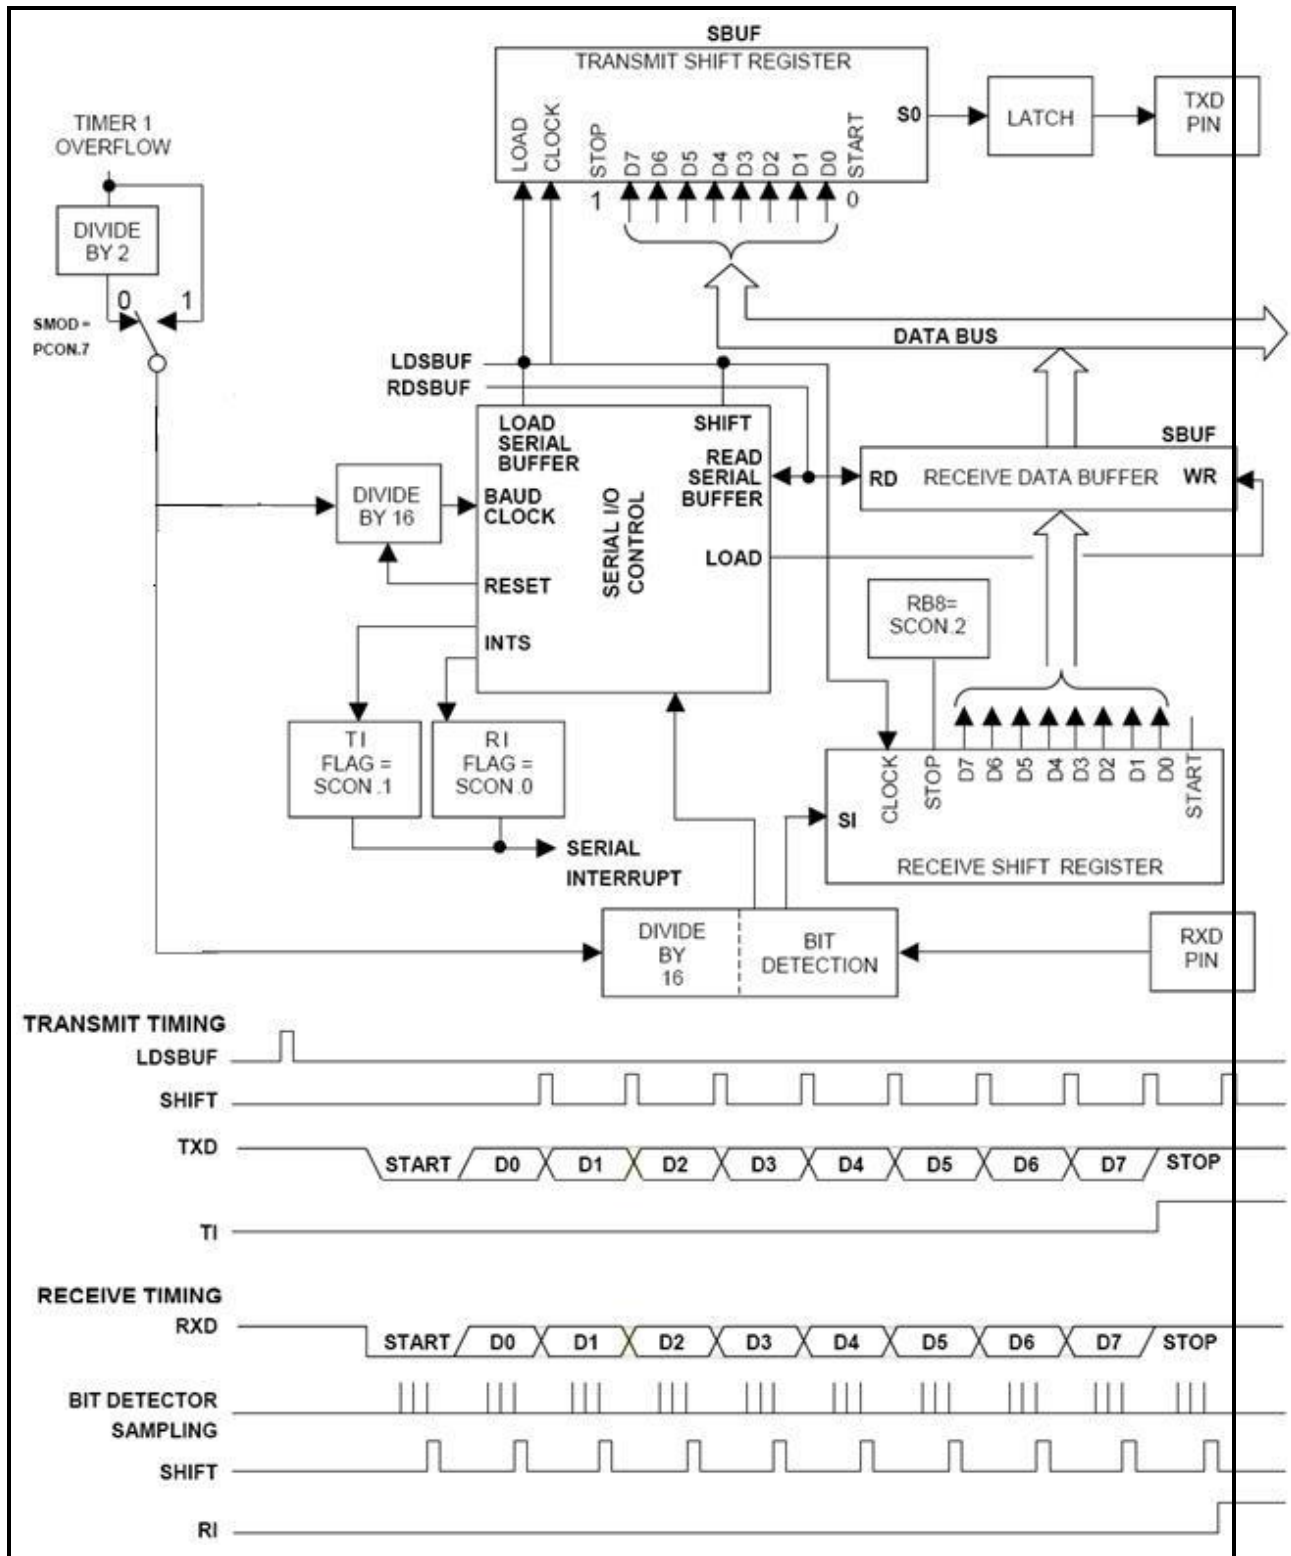 SBUF
TRANSMIT SHIFT REGISTER
LOAD
CLOCK
STOP
D7
D6
D5
D4
D3
D2
D1
D0
START
S0
1
0
LATCH
TXD
PIN
TIMER 1
OVERFLOW
DIVIDE
BY 2
0
1
SMOD =
PCON.7
DATA BUS
LDSBUF
RDSBUF
LOAD
SERIAL
BUFFER
SHIFT
READ
SERIAL
BUFFER
BAUD
CLOCK
SERIAL I/O
CONTROL
LOAD
RESET
INTS
DIVIDE
BY 16
SBUF
RD
RECEIVE DATA BUFFER
WR
RB8=
SCON.2
TI
FLAG =
SCON .1
RI
FLAG =
SCON .0
SERIAL
INTERRUPT
CLOCK
STOP
D7
D6
D5
D4
D3
D2
D1
D0
START
SI
RECEIVE SHIFT REGISTER
DIVIDE
BY
16
BIT
DETECTION
RXD
PIN
TRANSMIT TIMING
LDSBUF
SHIFT
TXD
START D0 D1 D2 D3 D4 D5 D6 D7 STOP
TI
RECEIVE TIMING
RXD
START D0 D1 D2 D3 D4 D5 D6 D7 STOP
BIT DETECTOR
SAMPLING
SHIFT
RI